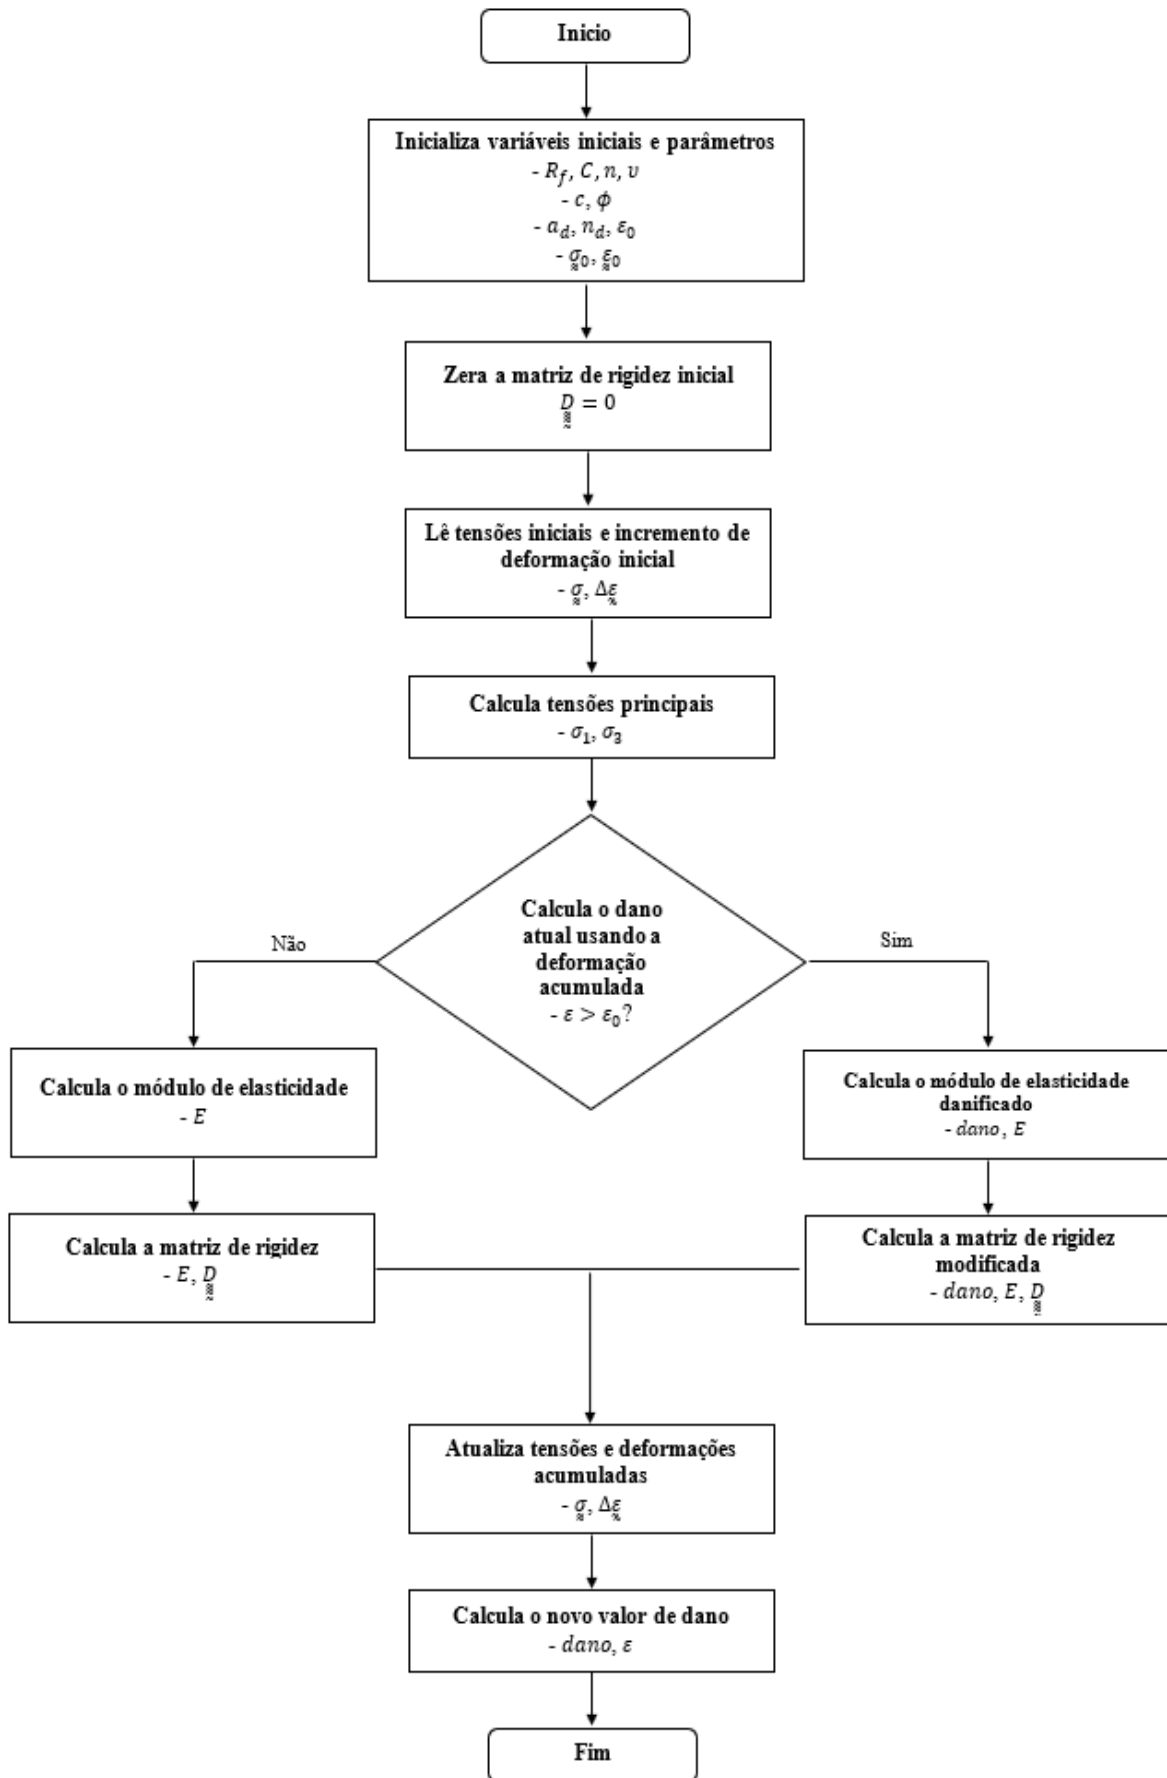 Inicio
Inicializa variáveis iniciais e parâmetros
- R_f, C, n, υ
- c, ϕ
- a_d, n_d, ε_0
- σ_0, ε_0
Zera a matriz de rigidez inicial
D = 0
Lê tensões iniciais e incremento de
deformação inicial
- σ, Δε
Calcula tensões principais
- σ_1, σ_3
Calcula o dano
atual usando a
deformação
acumulada
- ε > ε_0?
Não
Sim
Calcula o módulo de elasticidade
- E
Calcula o módulo de elasticidade
danificado
- dano, E
Calcula a matriz de rigidez
- E, D
Calcula a matriz de rigidez
modificada
- dano, E, D
Atualiza tensões e deformações
acumuladas
- σ, Δε
Calcula o novo valor de dano
- dano, ε
Fim